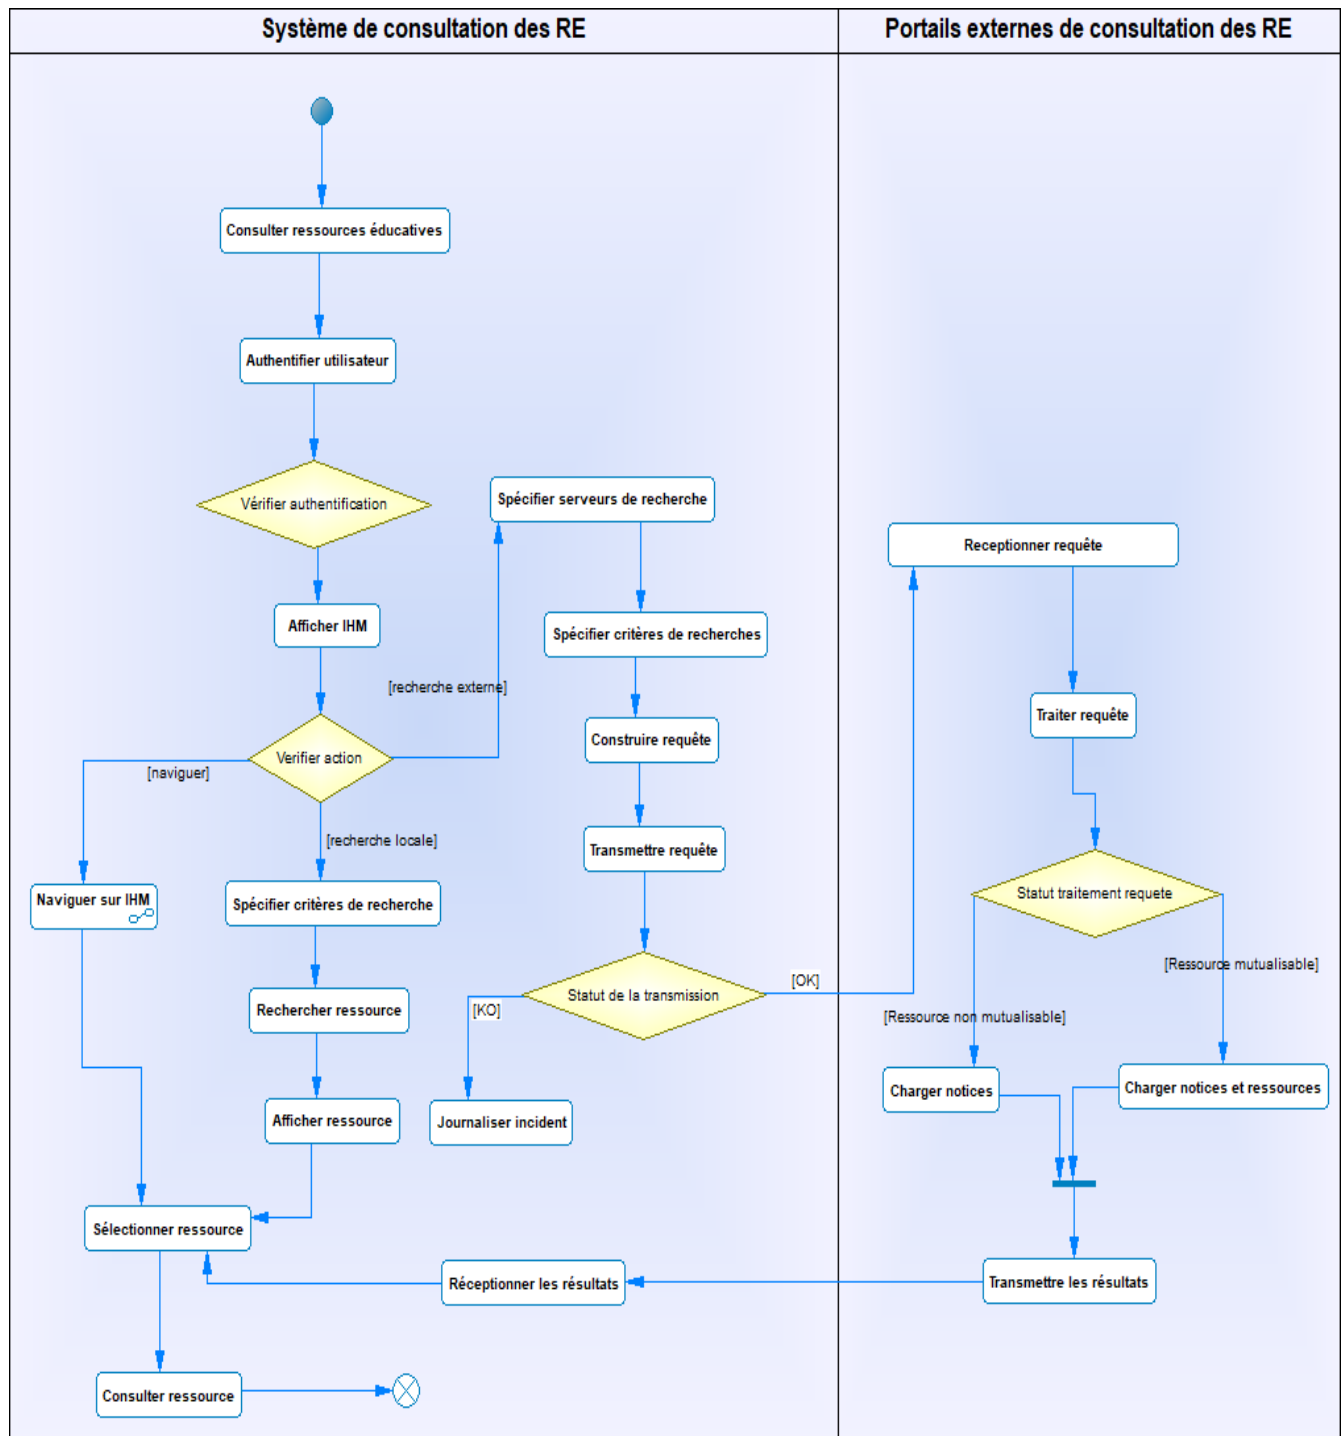 Système de consultation des RE
Portails externes de consultation des RE
Consulter ressources éducatives
Authentifier utilisateur
Vérifier authentification
Spécifier serveurs de recherche
Receptionner requête
Afficher IHM
Spécifier critères de recherches
[recherche externe]
Traiter requête
Construire requête
Verifier action
[naviguer]
[recherche locale]
Transmettre requête
Statut traitement requete
Naviguer sur IHM
Spécifier critères de recherche
[Ressource mutualisable]
[OK]
Statut de la transmission
[KO]
Rechercher ressource
[Ressource non mutualisable]
Charger notices
Charger notices et ressources
Afficher ressource
Journaliser incident
Sélectionner ressource
Réceptionner les résultats
Transmettre les résultats
Consulter ressource